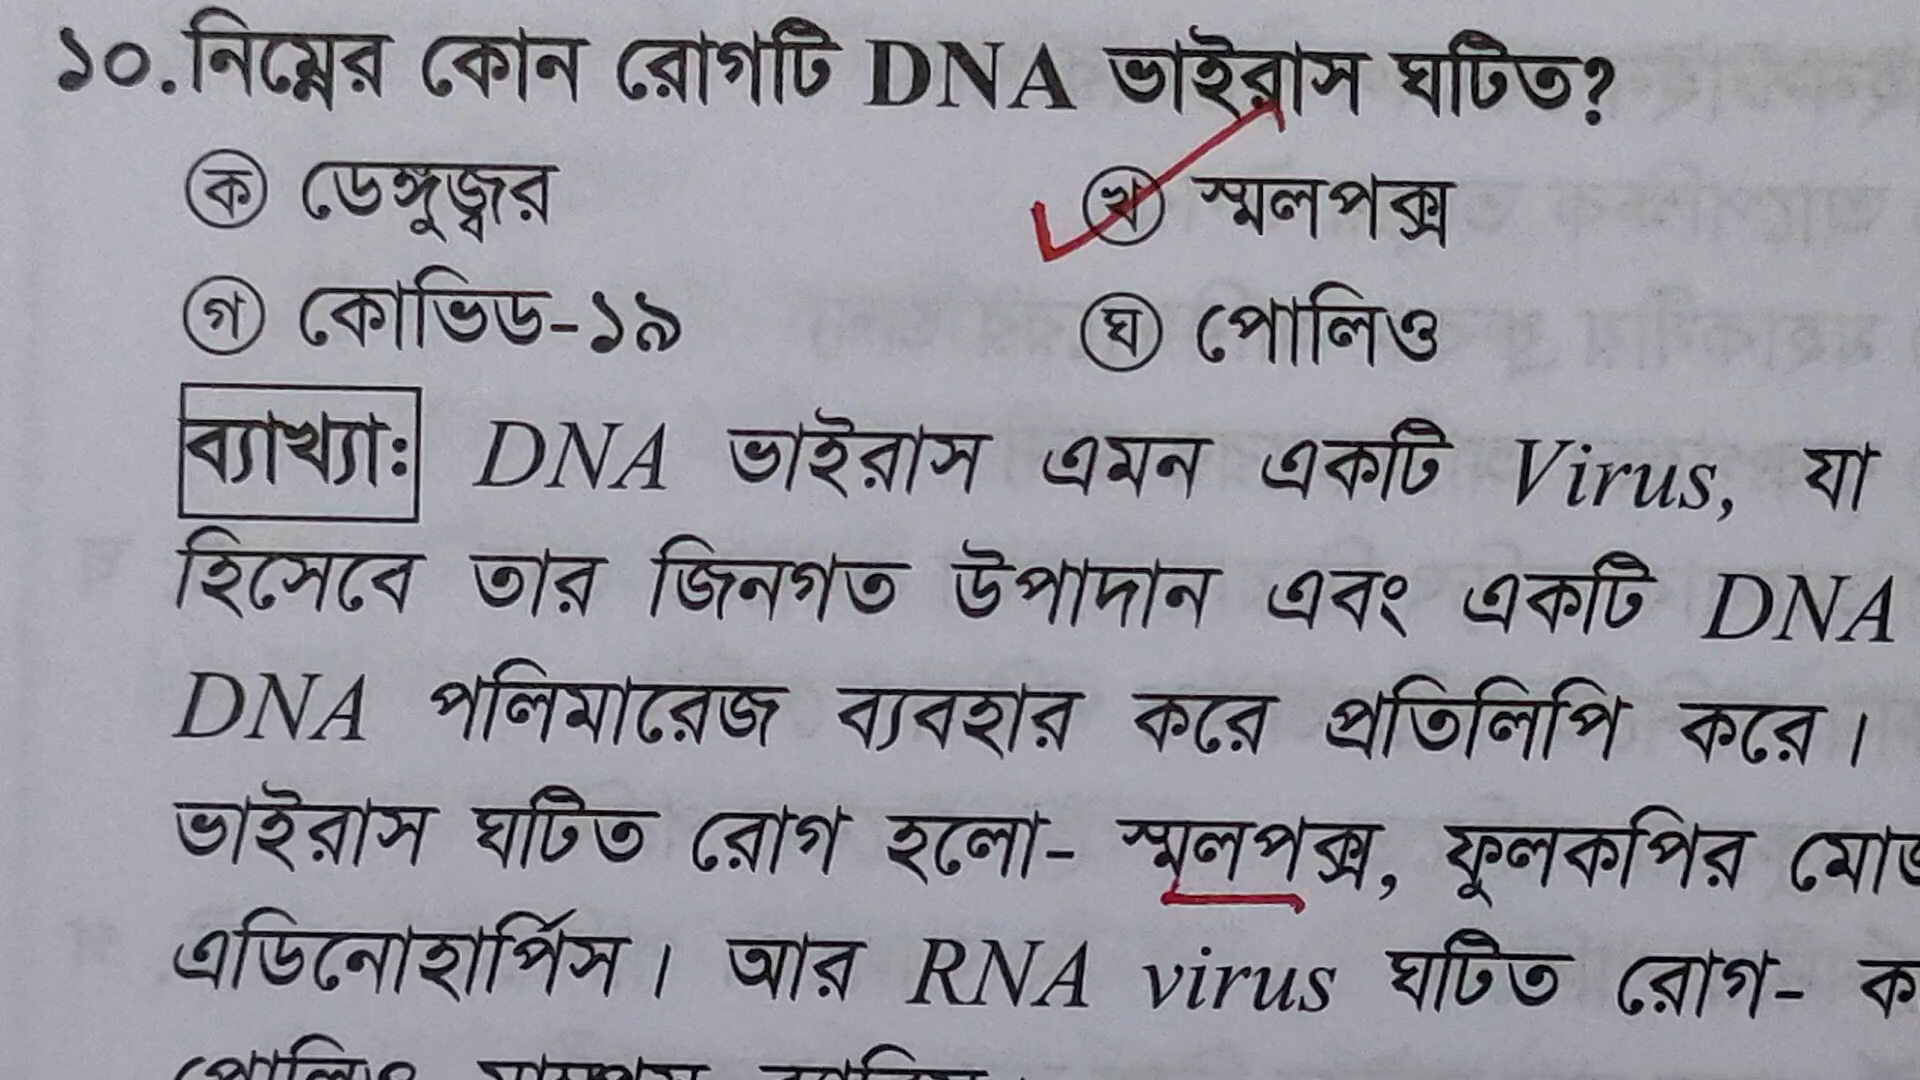 ১০. নিম্নের কোন রোগটি DNA ভাইরাস ঘটিত?
ক ডেঙ্গুজ্বর খ স্মলপক্স
গ কোভিড-১৯ ঘ পোলিও
ব্যাখ্যা: DNA ভাইরাস এমন একটি Virus, যা
হিসেবে তার জিনগত উপাদান এবং একটি DNA
DNA পলিমারেজ ব্যবহার করে প্রতিলিপি করে।
ভাইরাস ঘটিত রোগ হলো- স্মলপক্স, ফুলকপির
এডিনোহার্পিস। আর RNA virus ঘটিত রোগ-
পোলিও